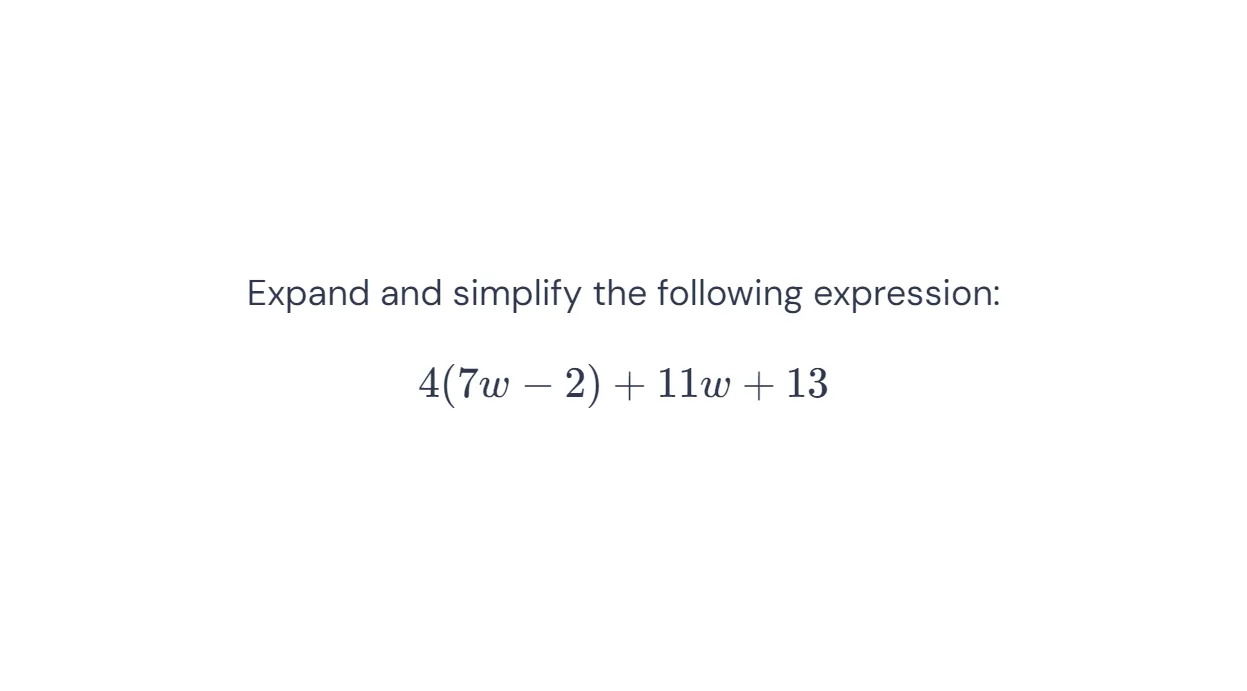 Expand and simplify the following expression:
4(7w − 2) + 11w + 13